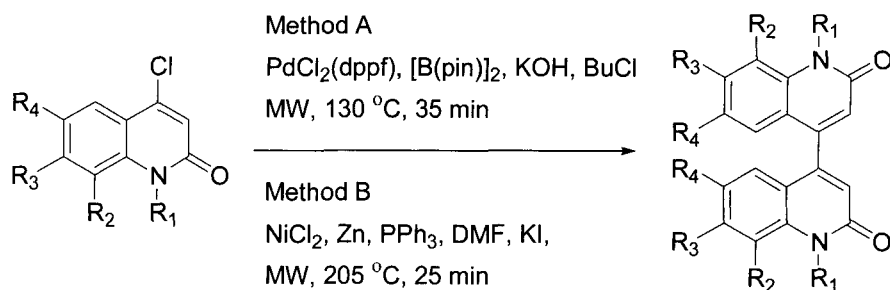 Cl
R4
R3
N
O
R2
R1
Method A
PdCl2(dppf), [B(pin)]2, KOH, BuCl
MW, 130 °C, 35 min
Method B
NiCl2, Zn, PPh3, DMF, KI,
MW, 205 °C, 25 min
R2
R1
R3
N
O
R4
R4
R3
N
O
R2
R1